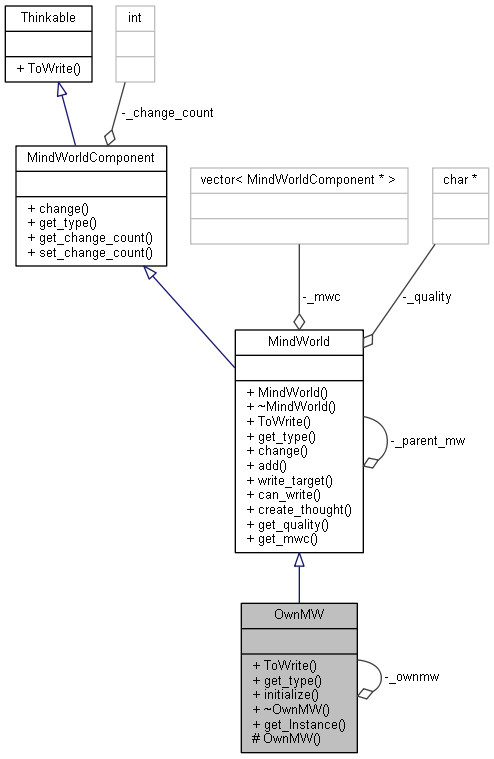 Thinkable
+ ToWrite()
int
-_change_count
MindWorldComponent
+ change()
+ get_type()
+ get_change_count()
+ set_change_count()
vector< MindWorldComponent * >
char *
-_mwc
-_quality
MindWorld
+ MindWorld()
+ ~MindWorld()
+ ToWrite()
+ get_type()
+ change()
+ add()
+ write_target()
+ can_write()
+ create_thought()
+ get_quality()
+ get_mwc()
-_parent_mw
OwnMW
+ ToWrite()
+ get_type()
+ initialize()
+ ~OwnMW()
+ get_Instance()
# OwnMW()
-_ownmw